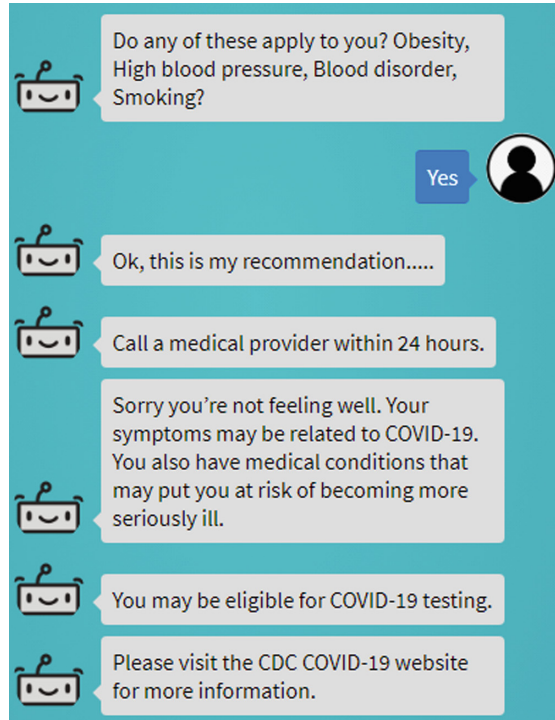 Do any of these apply to you? Obesity,
High blood pressure, Blood disorder,
Smoking?
Yes
Ok, this is my recommendation.....
Call a medical provider within 24 hours.
Sorry you’re not feeling well. Your
symptoms may be related to COVID-19.
You also have medical conditions that
may put you at risk of becoming more
seriously ill.
You may be eligible for COVID-19 testing.
Please visit the CDC COVID-19 website
for more information.